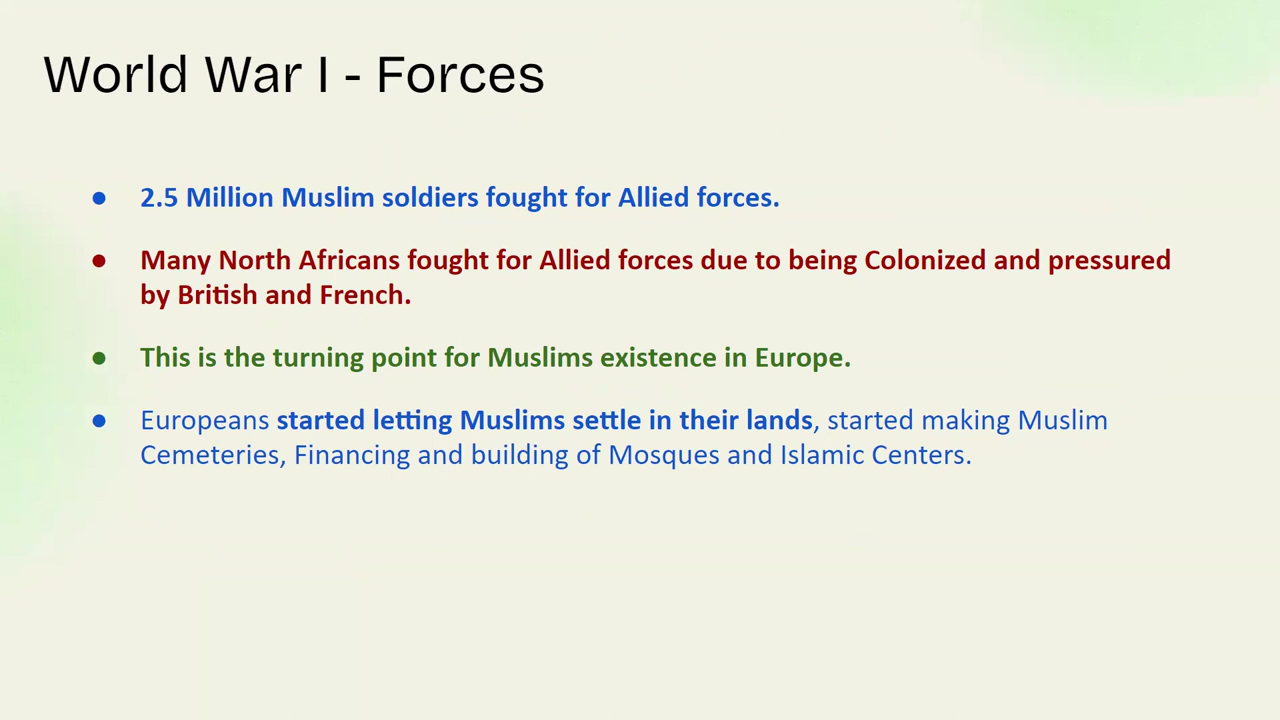 World War I - Forces
● 2.5 Million Muslim soldiers fought for Allied forces.
● Many North Africans fought for Allied forces due to being Colonized and pressured
by British and French.
● This is the turning point for Muslims existence in Europe.
● Europeans started letting Muslims settle in their lands, started making Muslim
Cemeteries, Financing and building of Mosques and Islamic Centers.